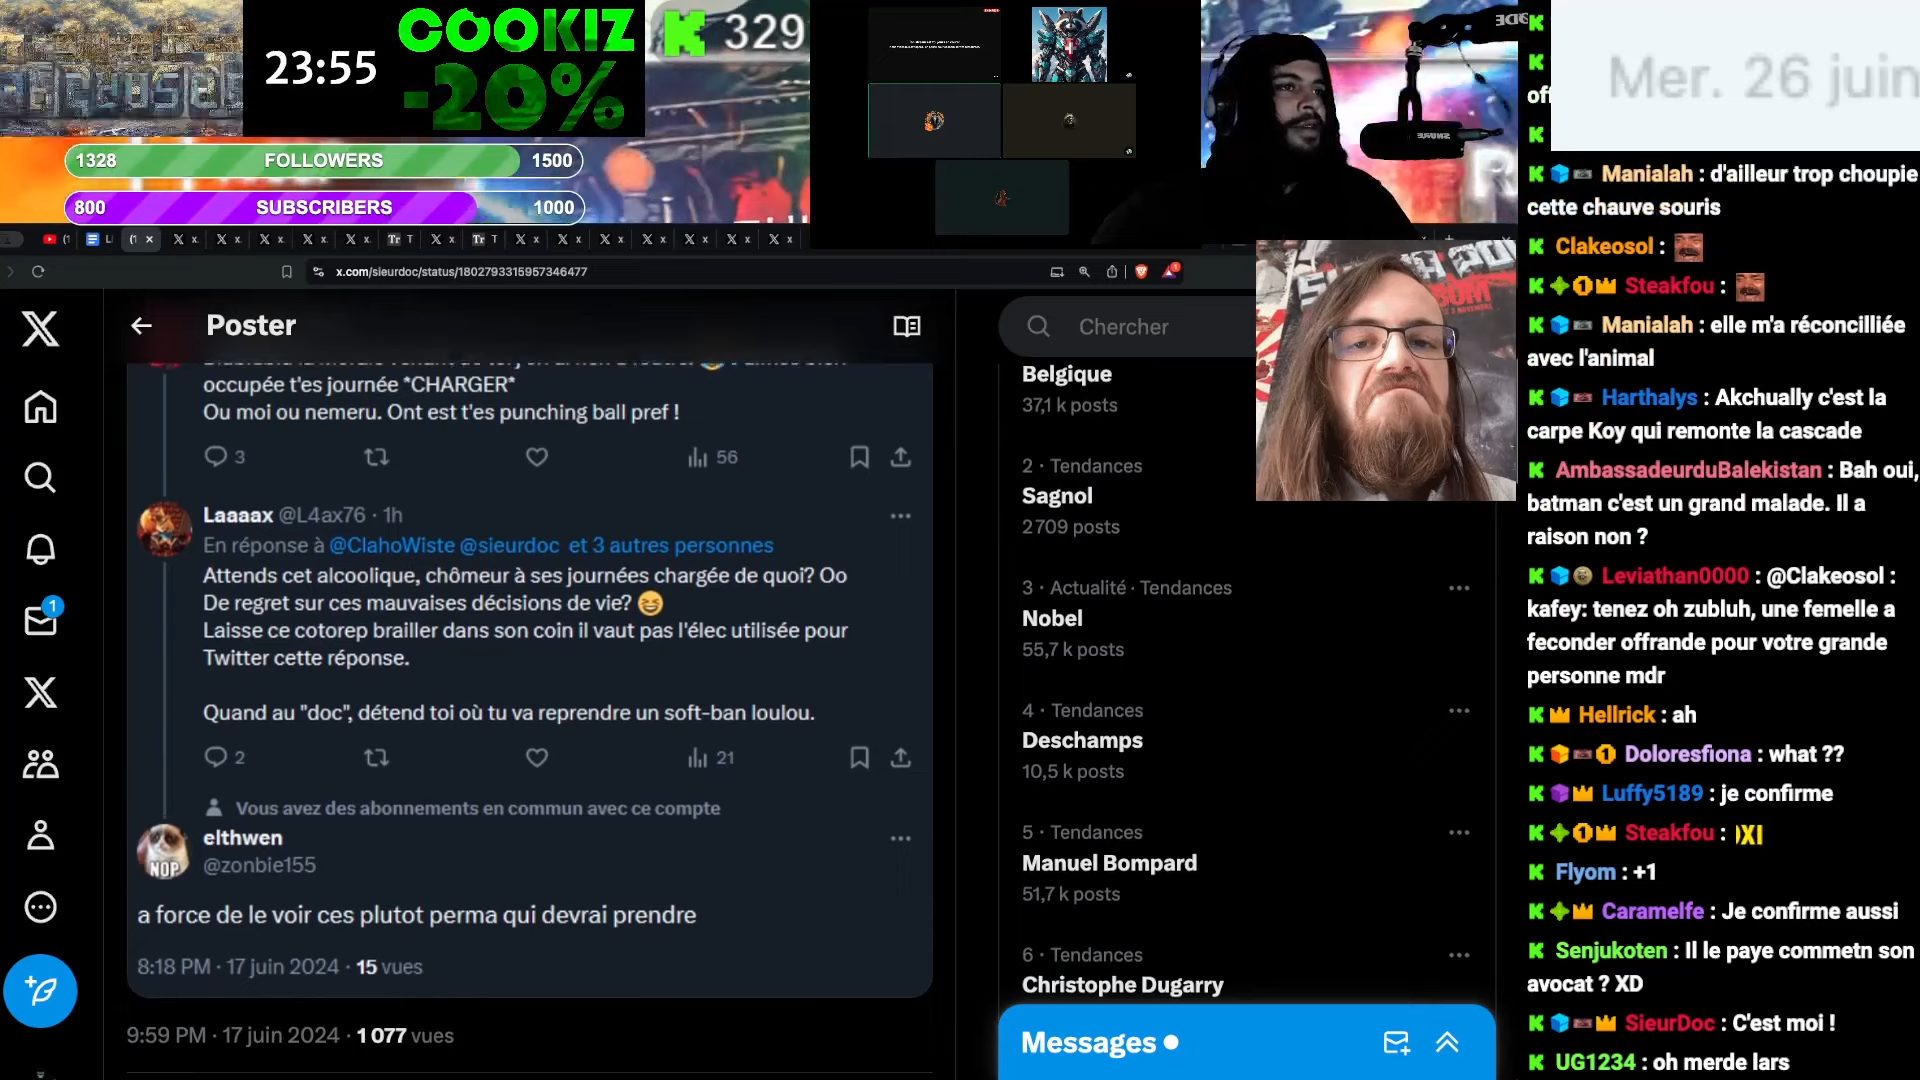 23:55
COOKIZ
-20%
329
1328 FOLLOWERS 1500
800 SUBSCRIBERS 1000
x.com/sieurdoc/status/1802793315957346477
Poster
occupée t'es journée *CHARGER*
Ou moi ou nemeru. Ont est t'es punching ball pref !
3
56
Laaaax @L4ax76 · 1h
En réponse à @ClahoWiste @sieurdoc et 3 autres personnes
Attends cet alcoolique, chômeur à ses journées chargée de quoi? Oo
De regret sur ces mauvaises décisions de vie? 😆
Laisse ce cotorep brailler dans son coin il vaut pas l'élec utilisée pour
Twitter cette réponse.
Quand au "doc", détend toi où tu va reprendre un soft-ban loulou.
2
21
Vous avez des abonnements en commun avec ce compte
elthwen
@zonbie155
NOP
a force de le voir ces plutot perma qui devrai prendre
8:18 PM · 17 juin 2024 · 15 vues
9:59 PM · 17 juin 2024 · 1 077 vues
1
Chercher
Belgique
37,1 k posts
2 · Tendances
Sagnol
2 709 posts
3 · Actualité · Tendances
Nobel
55,7 k posts
4 · Tendances
Deschamps
10,5 k posts
5 · Tendances
Manuel Bompard
51,7 k posts
6 · Tendances
Christophe Dugarry
Messages
Mer. 26 juin
Manialah : d'ailleur trop choupie
cette chauve souris
Clakeosol :
Steakfou :
Manialah : elle m'a réconcilliée
avec l'animal
Harthalys : Akchually c'est la
carpe Koy qui remonte la cascade
AmbassadeurduBalekistan : Bah oui,
batman c'est un grand malade. Il a
raison non ?
Leviathan0000 : @Clakeosol :
kafey: tenez oh zubluh, une femelle a
feconder offrande pour votre grande
personne mdr
Hellrick : ah
Doloresfiona : what ??
Luffy5189 : je confirme
Steakfou :
Flyom : +1
Caramelfe : Je confirme aussi
Senjukoten : Il le paye commetn son
avocat ? XD
SieurDoc : C'est moi !
UG1234 : oh merde lars